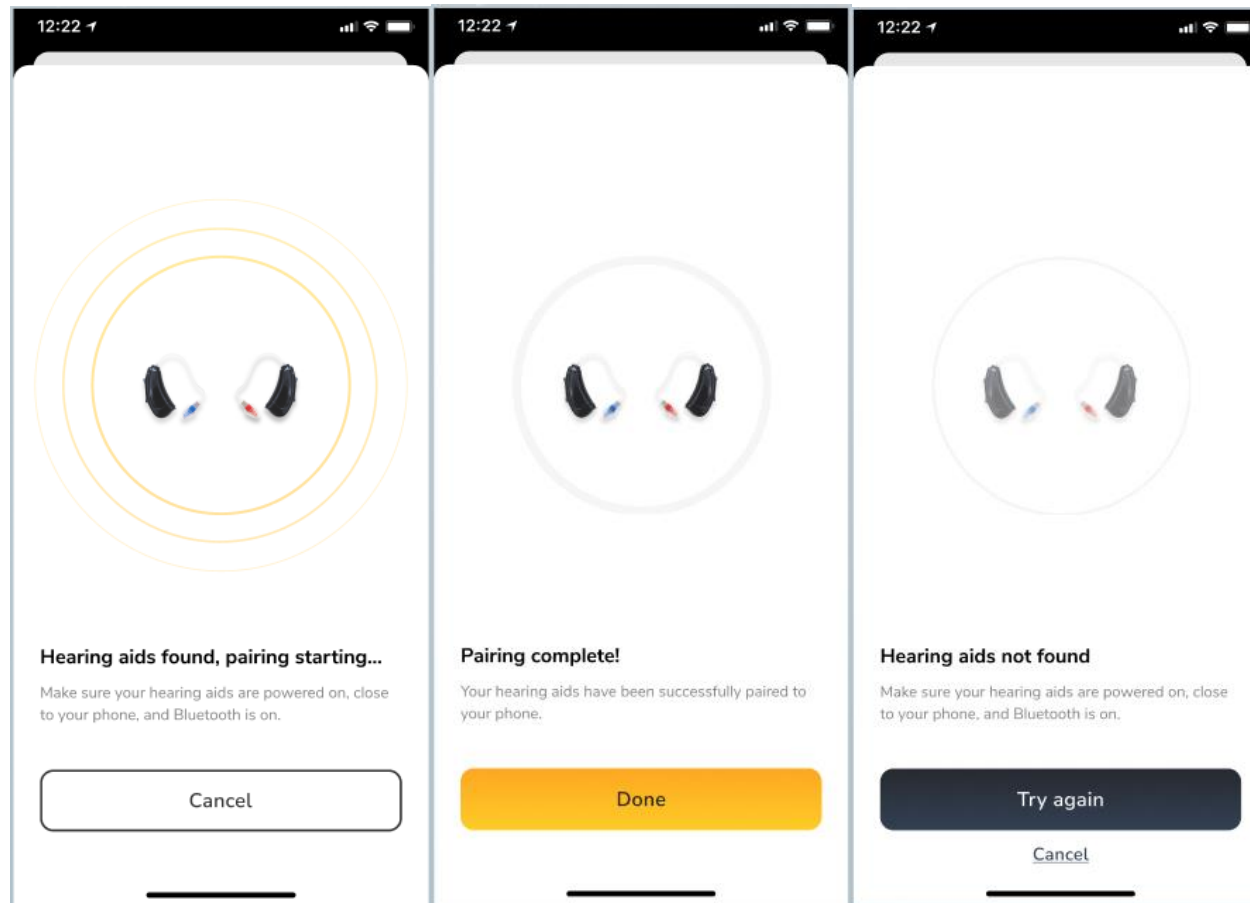 12:22
Hearing aids found, pairing starting...
Make sure your hearing aids are powered on, close
to your phone, and Bluetooth is on.
Cancel
12:22
Pairing complete!
Your hearing aids have been successfully paired to
your phone.
Done
12:22
Hearing aids not found
Make sure your hearing aids are powered on, close
to your phone, and Bluetooth is on.
Try again
Cancel